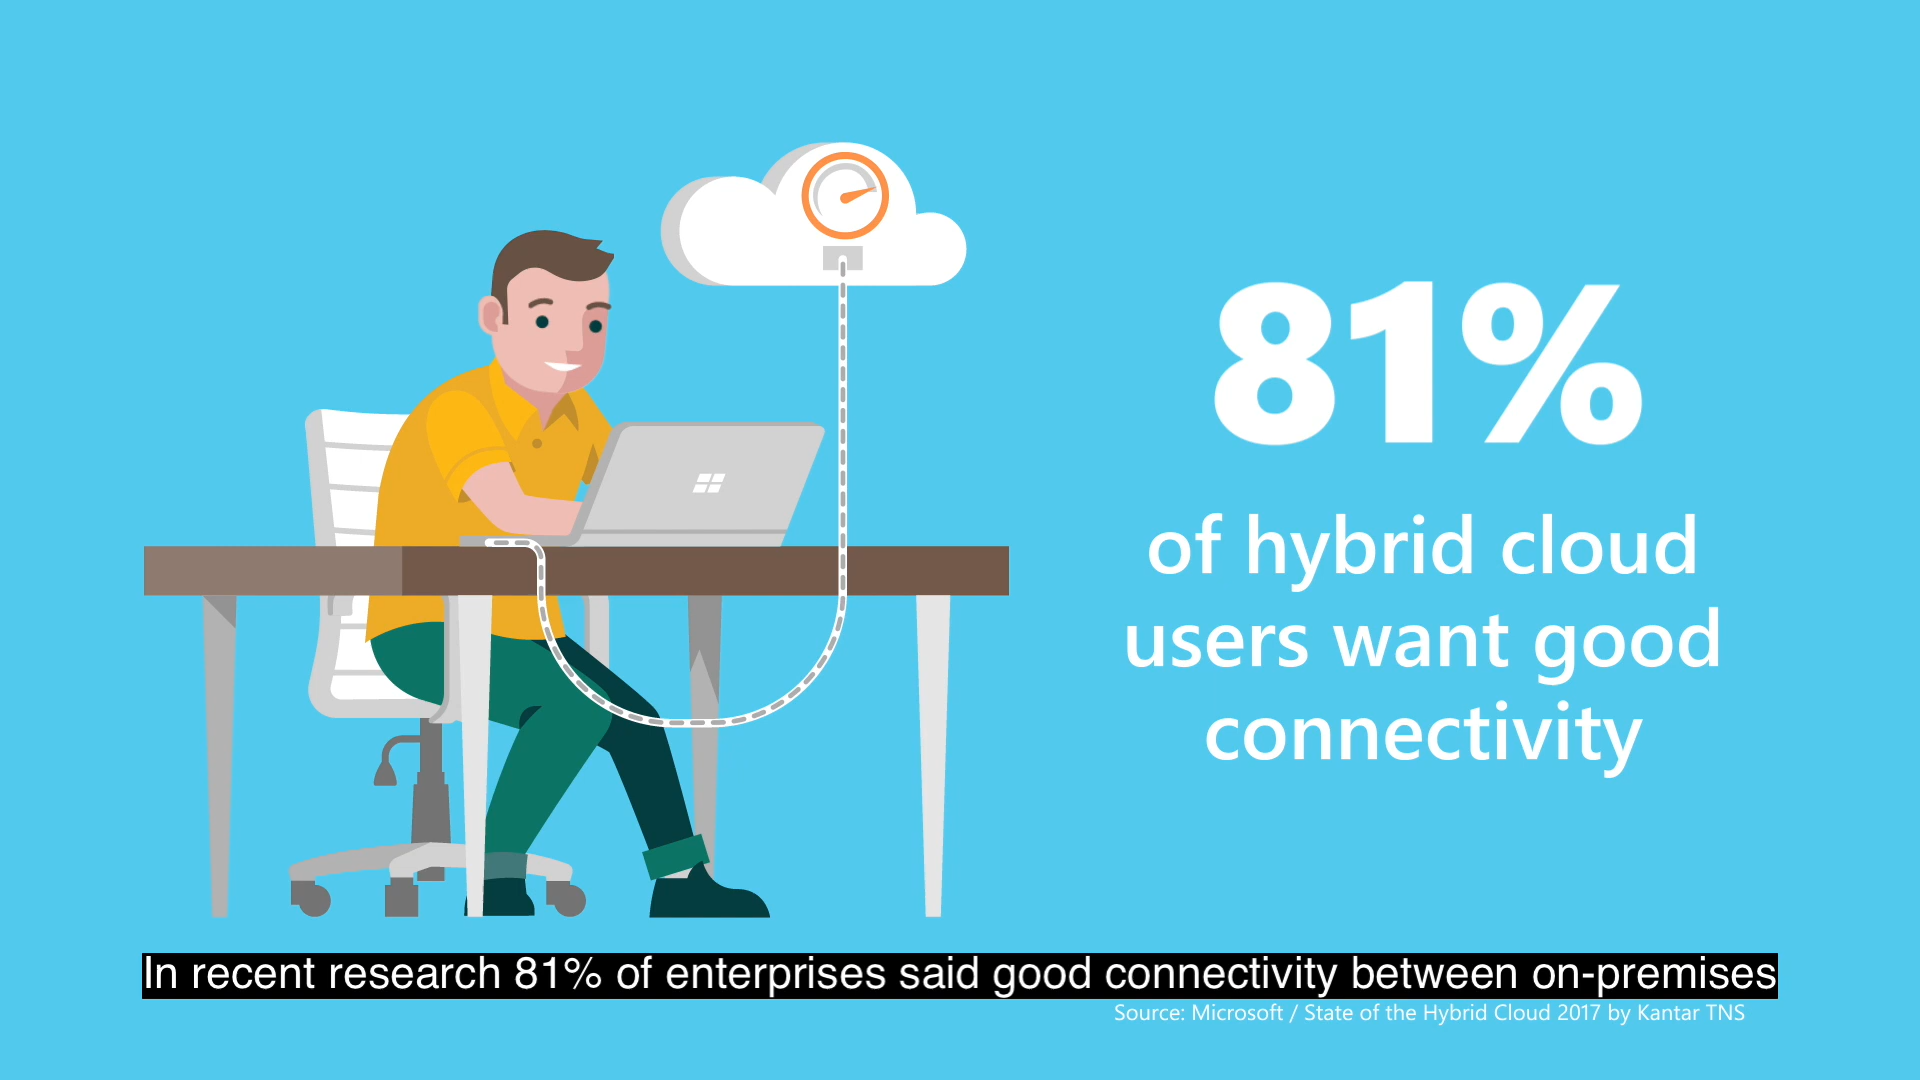 81%
of hybrid cloud
users want good
connectivity
In recent research 81% of enterprises said good connectivity between on-premises
Source: Microsoft / State of the Hybrid Cloud 2017 by Kantar TNS